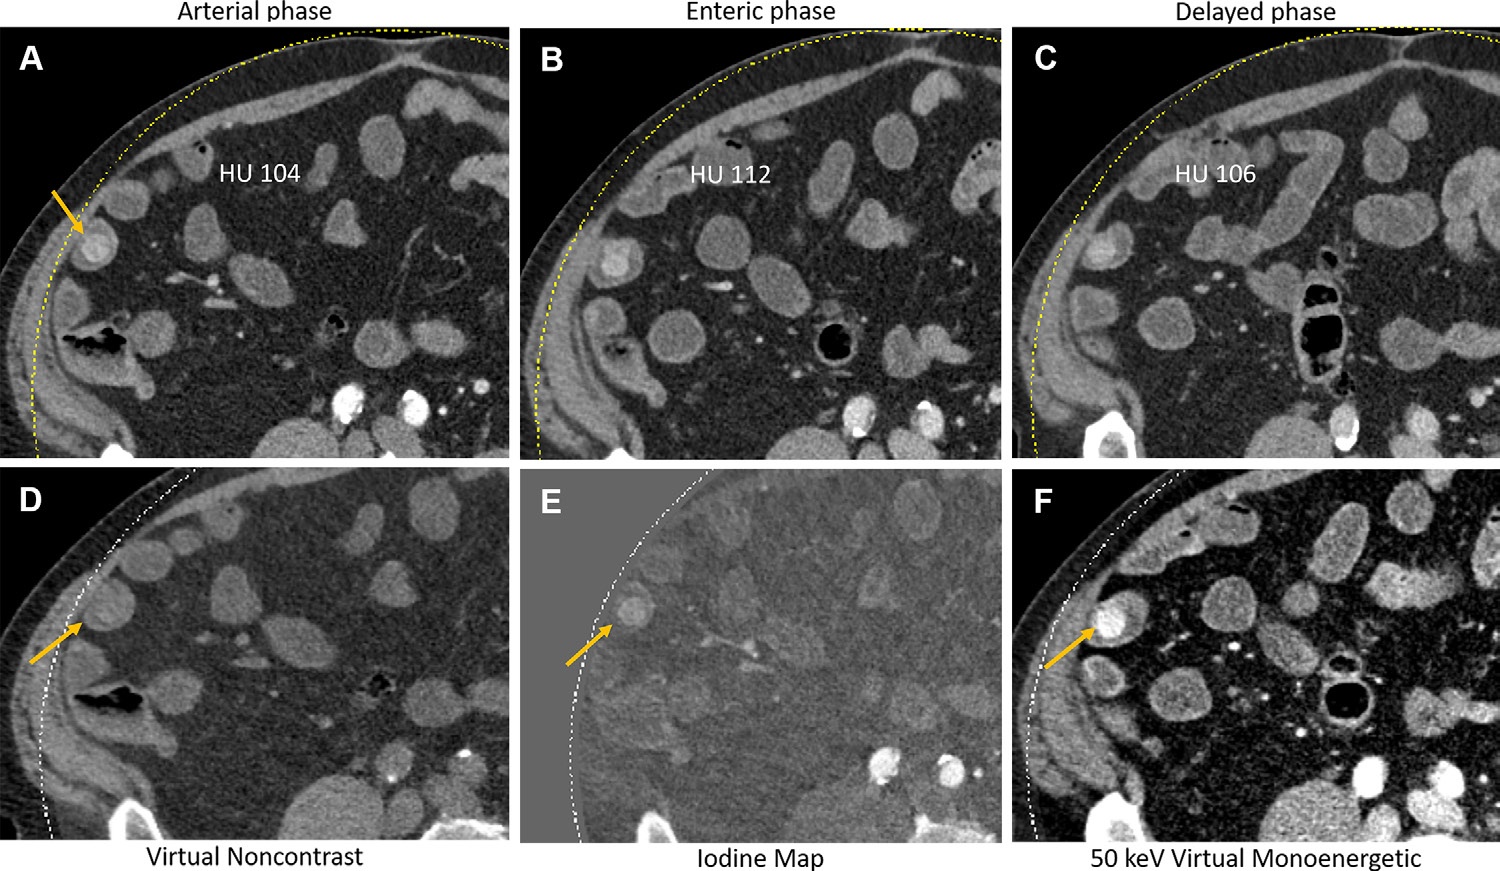 Arterial phase
Enteric phase
Delayed phase
A
B
C
HU 104
HU 112
HU 106
D
E
F
Virtual Noncontrast
Iodine Map
50 keV Virtual Monoenergetic